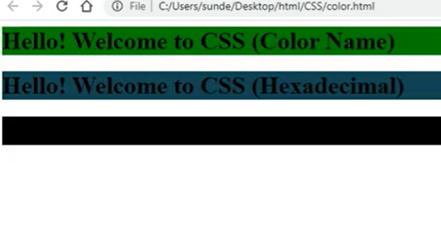 File | C:/Users/sunde/Desktop/html/CSS/color.html
Hello! Welcome to CSS (Color Name)
Hello! Welcome to CSS (Hexadecimal)